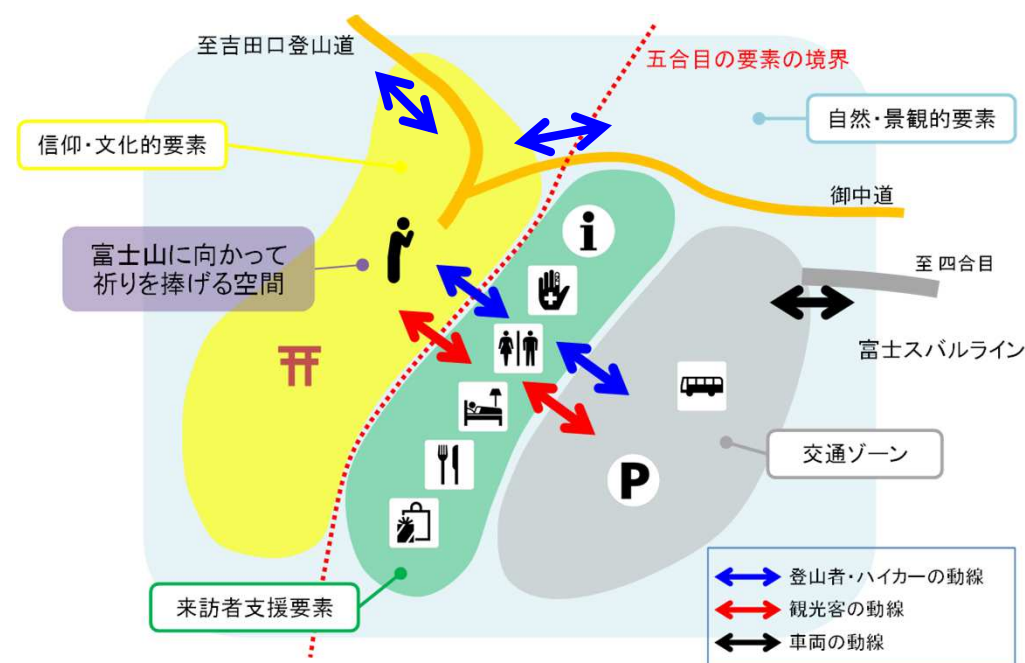 至吉田口登山道
五合目の要素の境界
自然・景観的要素
信仰・文化的要素
御中道
富士山に向かって
祈りを捧げる空間
至 四合目
富士スバルライン
交通ゾーン
P
来訪者支援要素
登山者・ハイカーの動線
観光客の動線
車両の動線